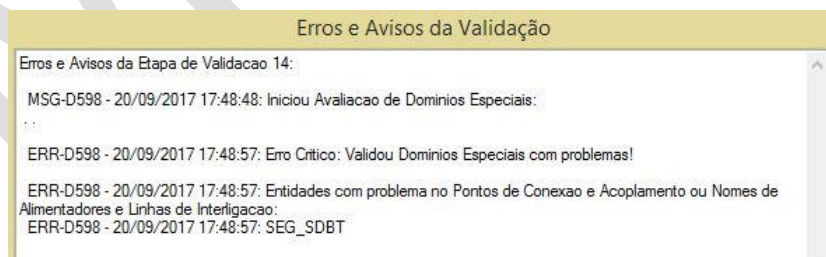 Erros e Avisos da Validação
Erros e Avisos da Etapa de Validacao 14:
MSG-D598 - 20/09/2017 17:48:48: Iniciou Avaliacao de Dominios Especiais:
. .
ERR-D598 - 20/09/2017 17:48:57: Erro Critico: Validou Dominios Especiais com problemas!
ERR-D598 - 20/09/2017 17:48:57: Entidades com problema no Pontos de Conexao e Acoplamento ou Nomes de
Alimentadores e Linhas de Interligacao:
ERR-D598 - 20/09/2017 17:48:57: SEG_SDBT